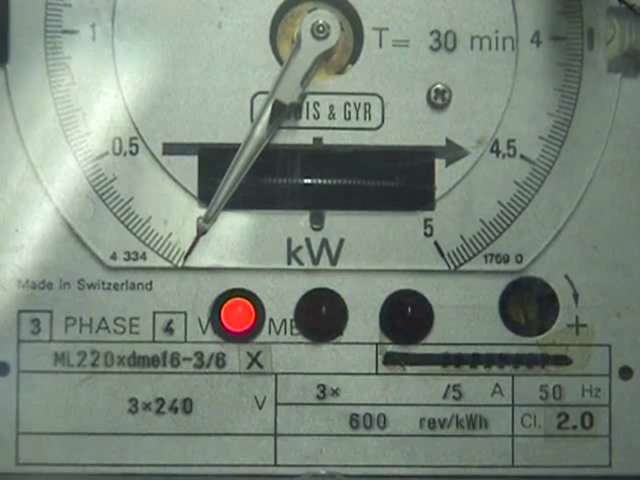 1 T= 30 min 4
& GYR
0,5 4,5
5
kW
4 334 1769 0
Made in Switzerland
3 PHASE 4
ML220xdmef6-3/6 X
3× /5 A 50 Hz
3×240 V
600 rev/kWh Cl. 2.0